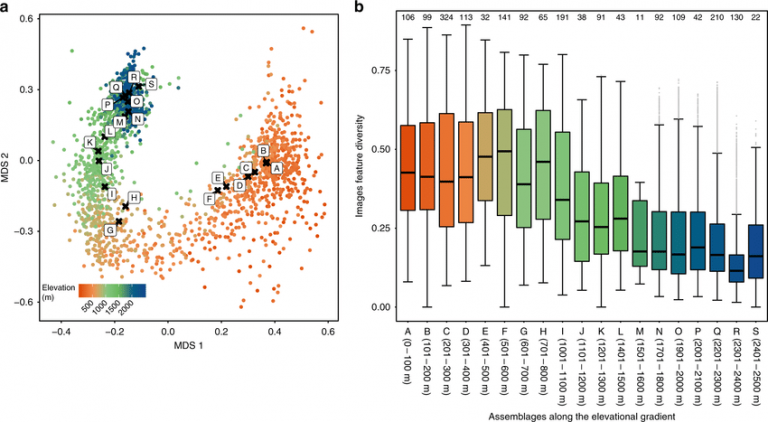 a
0.6
0.3
0.0
−0.3
−0.6
MDS 2
−0.4
−0.2
0.0
0.2
0.4
0.6
MDS 1
R
Q
S
P
O
M
N
L
K
J
I
H
G
B
C
A
E
D
F
Elevation
(m)
500
1000
1500
2000
b
106 99 324 113 32 141 92 65 191 38 91 43 11 92 109 42 210 130 22
0.75
0.50
0.25
0.00
Images feature diversity
A
(0−100 m)
B
(101−200 m)
C
(201−300 m)
D
(301−400 m)
E
(401−500 m)
F
(501−600 m)
G
(601−700 m)
H
(701−800 m)
I
(1001−1100 m)
J
(1101−1200 m)
K
(1201−1300 m)
L
(1401−1500 m)
M
(1501−1600 m)
N
(1701−1800 m)
O
(1901−2000 m)
P
(2001−2100 m)
Q
(2201−2300 m)
R
(2301−2400 m)
S
(2401−2500 m)
Assemblages along the elevational gradient